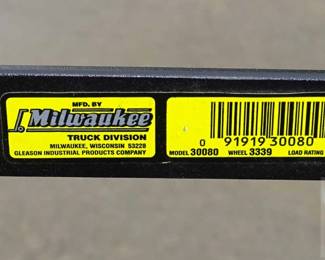 MFD. BY
Milwaukee
TRUCK DIVISION
MILWAUKEE, WISCONSIN 53228
GLEASON INDUSTRIAL PRODUCTS COMPANY
0 91919 30080
MODEL 30080 WHEEL 3339 LOAD RATING